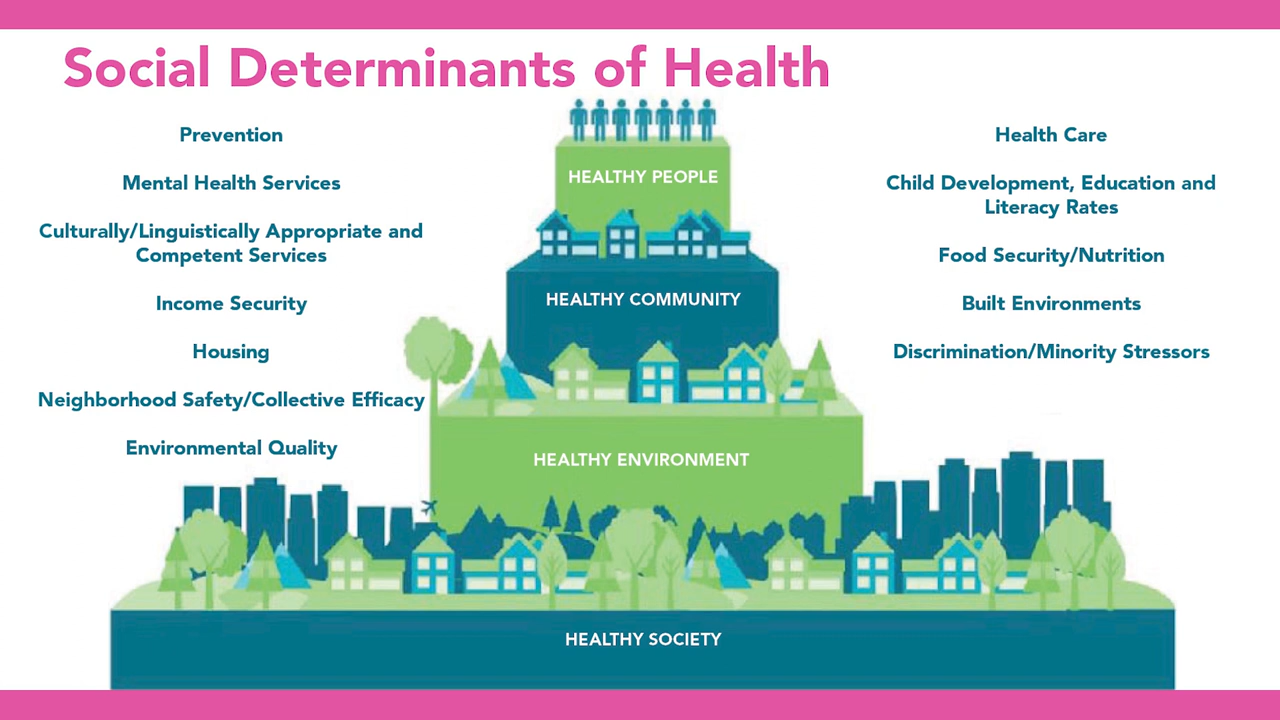 Social Determinants of Health
Prevention
Mental Health Services
Culturally/Linguistically Appropriate and
Competent Services
Income Security
Housing
Neighborhood Safety/Collective Efficacy
Environmental Quality
HEALTHY PEOPLE
HEALTHY COMMUNITY
HEALTHY ENVIRONMENT
HEALTHY SOCIETY
Health Care
Child Development, Education and
Literacy Rates
Food Security/Nutrition
Built Environments
Discrimination/Minority Stressors